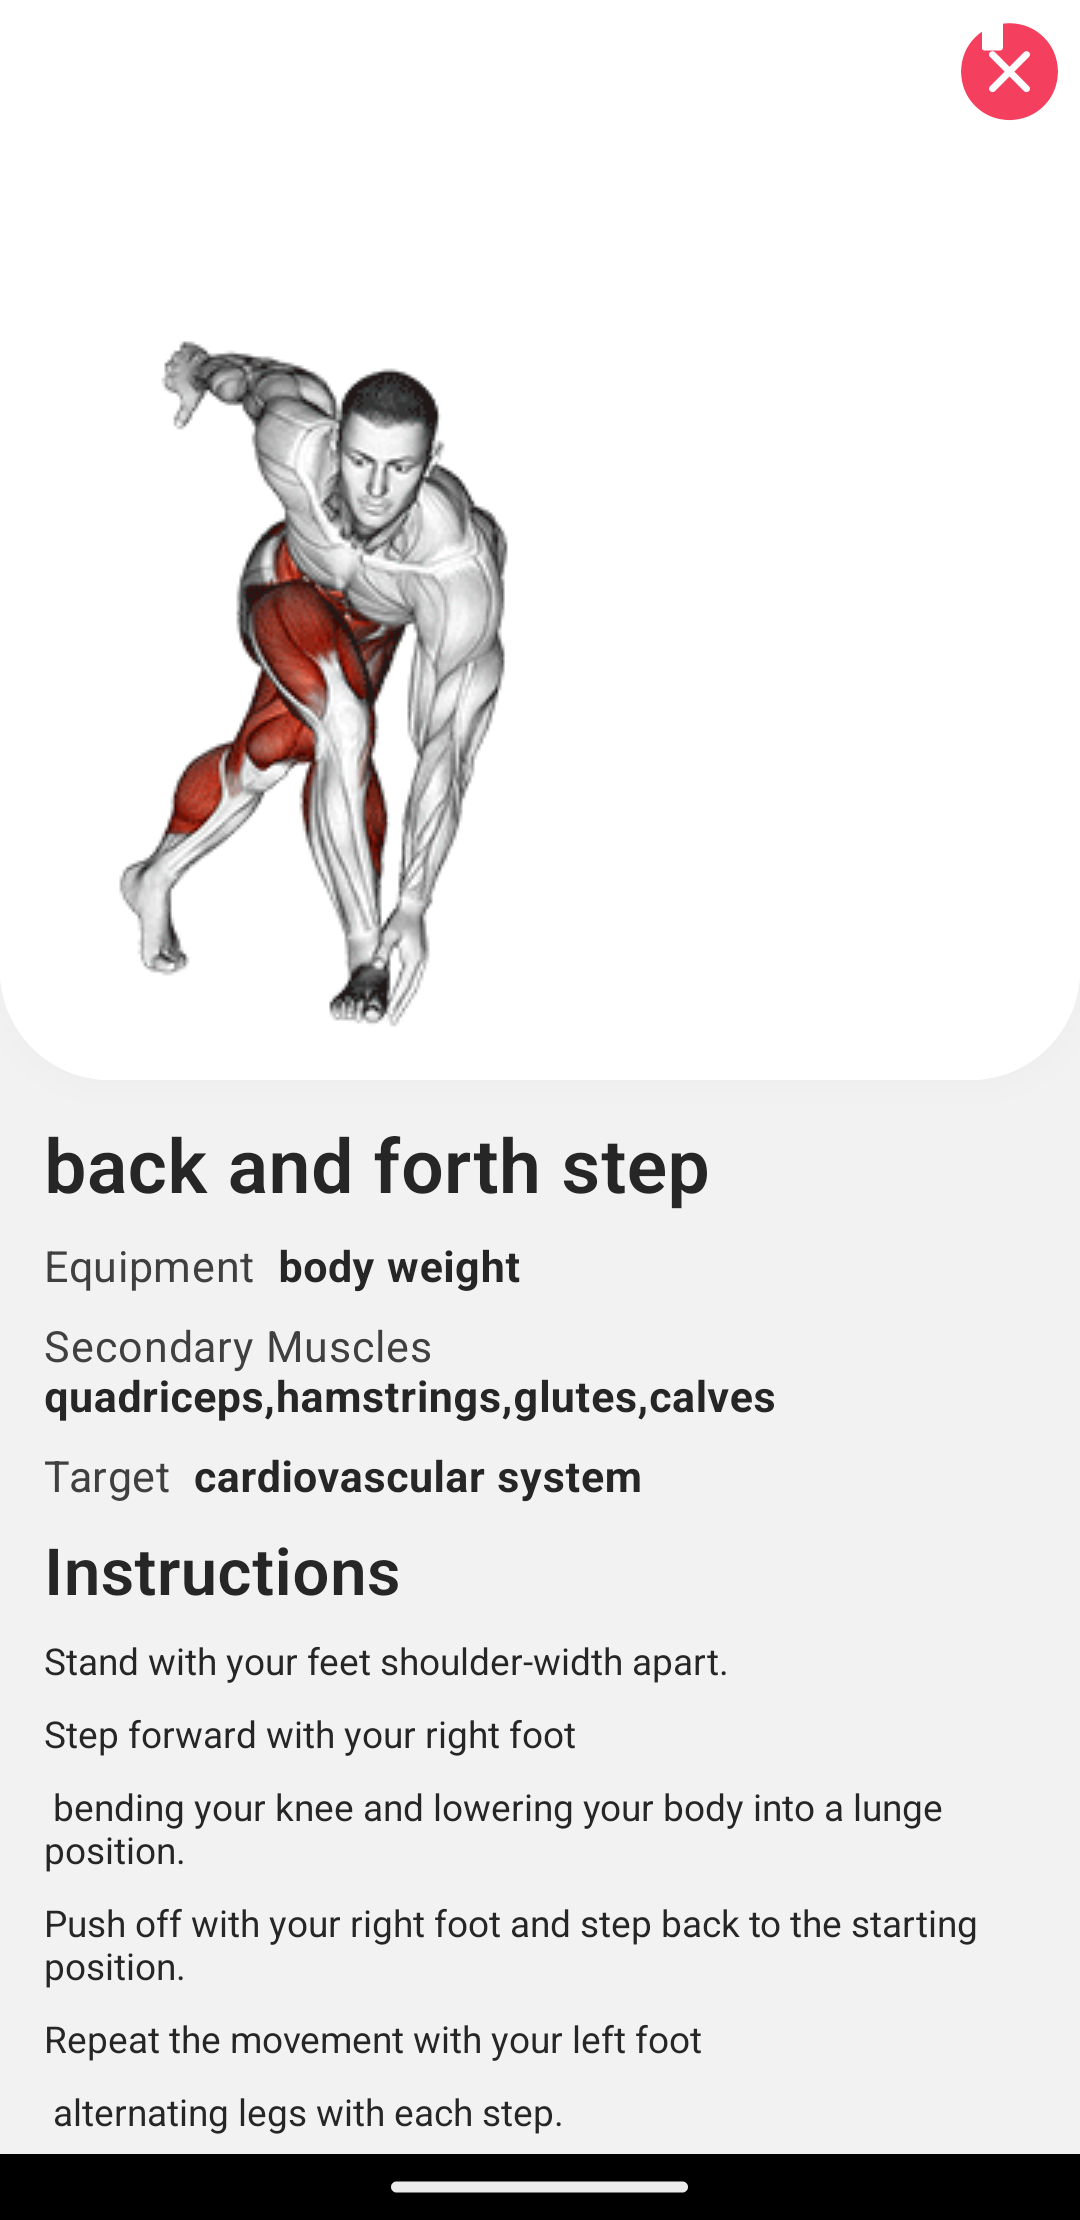 back and forth step
Equipment body weight
Secondary Muscles
quadriceps,hamstrings,glutes,calves
Target cardiovascular system
Instructions
Stand with your feet shoulder-width apart.
Step forward with your right foot
bending your knee and lowering your body into a lunge
position.
Push off with your right foot and step back to the starting
position.
Repeat the movement with your left foot
alternating legs with each step.